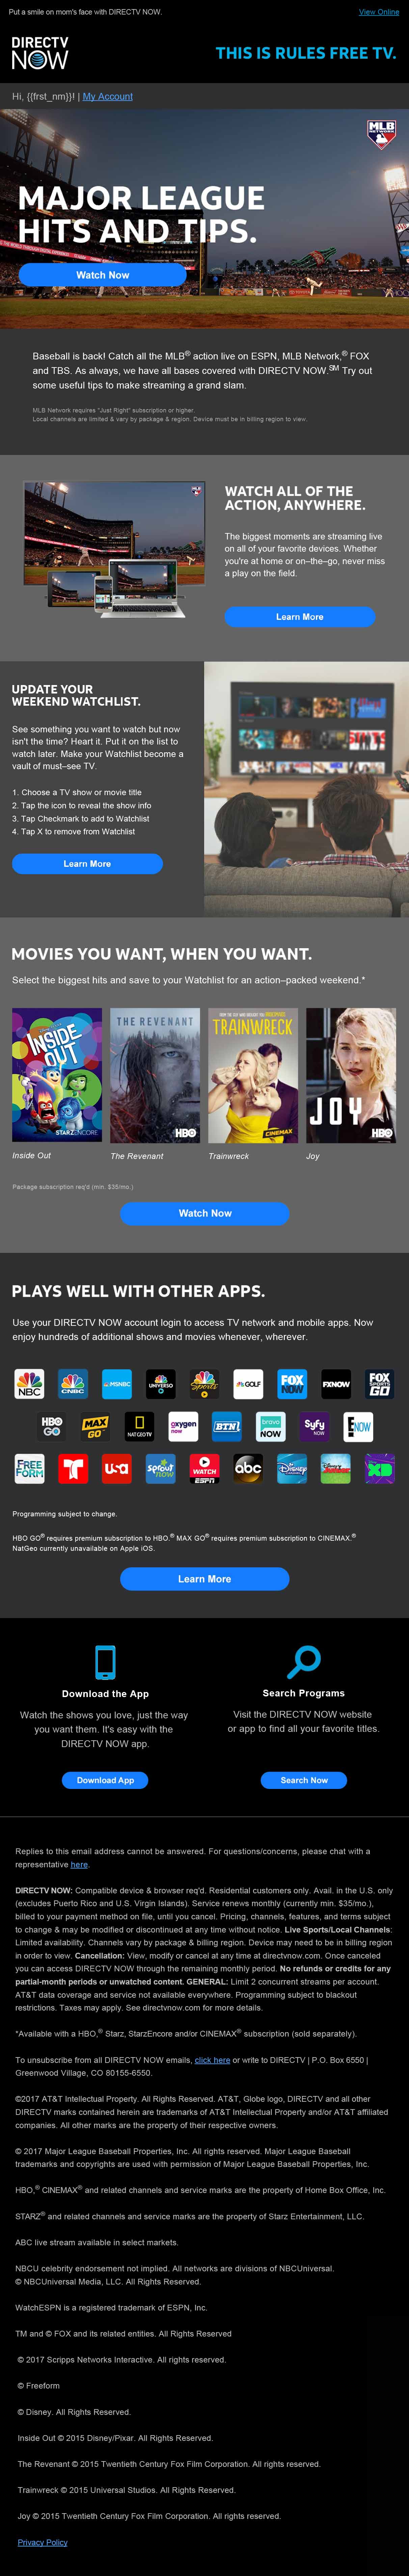 Put a smile on mom's face with DIRECTV NOW.
View Online
DIRECTV
NOW
THIS IS RULES FREE TV.
Hi, {{frst_nm}}! | My Account
MLB
NETWORK
MAJOR LEAGUE
HITS AND TIPS.
Watch Now
Baseball is back! Catch all the MLB® action live on ESPN, MLB Network,® FOX
and TBS. As always, we have all bases covered with DIRECTV NOW.SM Try out
some useful tips to make streaming a grand slam.
MLB Network requires "Just Right" subscription or higher.
Local channels are limited & vary by package & region. Device must be in billing region to view.
WATCH ALL OF THE
ACTION, ANYWHERE.
The biggest moments are streaming live
on all of your favorite devices. Whether
you're at home or on–the–go, never miss
a play on the field.
Learn More
UPDATE YOUR
WEEKEND WATCHLIST.
See something you want to watch but now
isn't the time? Heart it. Put it on the list to
watch later. Make your Watchlist become a
vault of must–see TV.
1. Choose a TV show or movie title
2. Tap the icon to reveal the show info
3. Tap Checkmark to add to Watchlist
4. Tap X to remove from Watchlist
Learn More
MOVIES YOU WANT, WHEN YOU WANT.
Select the biggest hits and save to your Watchlist for an action–packed weekend.*
INSIDE
OUT
STARZENCORE
THE REVENANT
HBO
TRAINWRECK
CINEMAX
JOY
HBO
Inside Out
The Revenant
Trainwreck
Joy
Package subscription req'd (min. $35/mo.)
Watch Now
PLAYS WELL WITH OTHER APPS.
Use your DIRECTV NOW account login to access TV network and mobile apps. Now
enjoy hundreds of additional shows and movies whenever, wherever.
NBC
CNBC
MSNBC
UNIVERSO
Sports
GOLF
FOX
NOW
FXNOW
FOX
SPORTS
GO
HBO
GO
MAX
GO
NAT GEO TV
oxygen
now
BTN
bravo
NOW
Syfy
NOW
E NOW
FREE
FORM
T
usa
sprout
NOW
WATCH
ESPN
abc
Disney
Disney
XD
Programming subject to change.
HBO GO® requires premium subscription to HBO.® MAX GO® requires premium subscription to CINEMAX.®
NatGeo currently unavailable on Apple iOS.
Learn More
Download the App
Watch the shows you love, just the way
you want them. It's easy with the
DIRECTV NOW app.
Download App
Search Programs
Visit the DIRECTV NOW website
or app to find all your favorite titles.
Search Now
Replies to this email address cannot be answered. For questions/concerns, please chat with a
representative here.
DIRECTV NOW: Compatible device & browser req'd. Residential customers only. Avail. in the U.S. only
(excludes Puerto Rico and U.S. Virgin Islands). Service renews monthly (currently min. $35/mo.),
billed to your payment method on file, until you cancel. Pricing, channels, features, and terms subject
to change & may be modified or discontinued at any time without notice. Live Sports/Local Channels:
Limited availability. Channels vary by package & billing region. Device may need to be in billing region
in order to view. Cancellation: View, modify or cancel at any time at directvnow.com. Once canceled
you can access DIRECTV NOW through the remaining monthly period. No refunds or credits for any
partial-month periods or unwatched content. GENERAL: Limit 2 concurrent streams per account.
AT&T data coverage and service not available everywhere. Programming subject to blackout
restrictions. Taxes may apply. See directvnow.com for more details.
*Available with a HBO,® Starz, StarzEncore and/or CINEMAX® subscription (sold separately).
To unsubscribe from all DIRECTV NOW emails, click here or write to DIRECTV | P.O. Box 6550 |
Greenwood Village, CO 80155-6550.
©2017 AT&T Intellectual Property. All Rights Reserved. AT&T, Globe logo, DIRECTV and all other
DIRECTV marks contained herein are trademarks of AT&T Intellectual Property and/or AT&T affiliated
companies. All other marks are the property of their respective owners.
© 2017 Major League Baseball Properties, Inc. All rights reserved. Major League Baseball
trademarks and copyrights are used with permission of Major League Baseball Properties, Inc.
HBO,® CINEMAX® and related channels and service marks are the property of Home Box Office, Inc.
STARZ® and related channels and service marks are the property of Starz Entertainment, LLC.
ABC live stream available in select markets.
NBCU celebrity endorsement not implied. All networks are divisions of NBCUniversal.
© NBCUniversal Media, LLC. All Rights Reserved.
WatchESPN is a registered trademark of ESPN, Inc.
TM and © FOX and its related entities. All Rights Reserved
© 2017 Scripps Networks Interactive. All rights reserved.
© Freeform
© Disney. All Rights Reserved.
Inside Out © 2015 Disney/Pixar. All Rights Reserved.
The Revenant © 2015 Twentieth Century Fox Film Corporation. All rights reserved.
Trainwreck © 2015 Universal Studios. All Rights Reserved.
Joy © 2015 Twentieth Century Fox Film Corporation. All rights reserved.
Privacy Policy